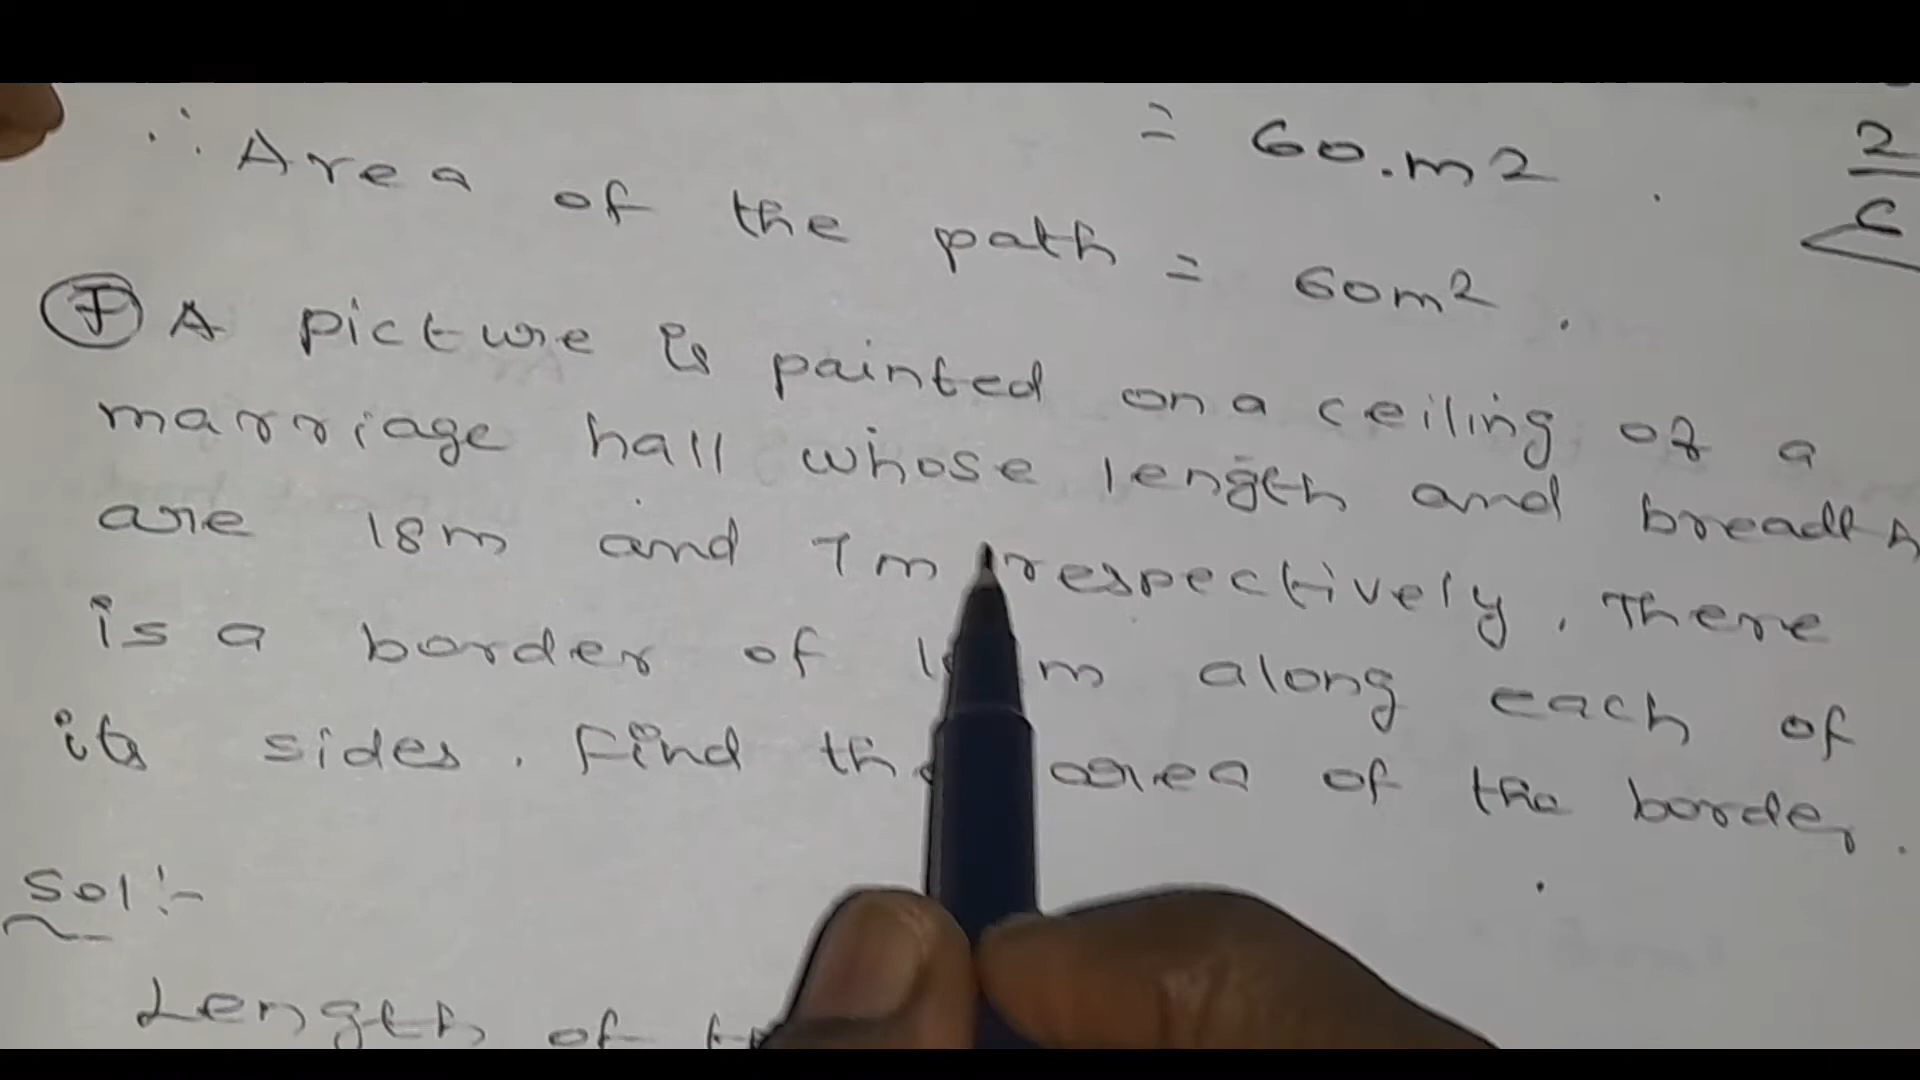 = 60.m2 .
∴ Area of the path = 60m2 .
7 A picture is painted on a ceiling of a
marriage hall whose length and breadth
are 18m and 7m respectively. There
is a border of m along each of
its sides. Find the area of the border.
Sol:-
Length of
2